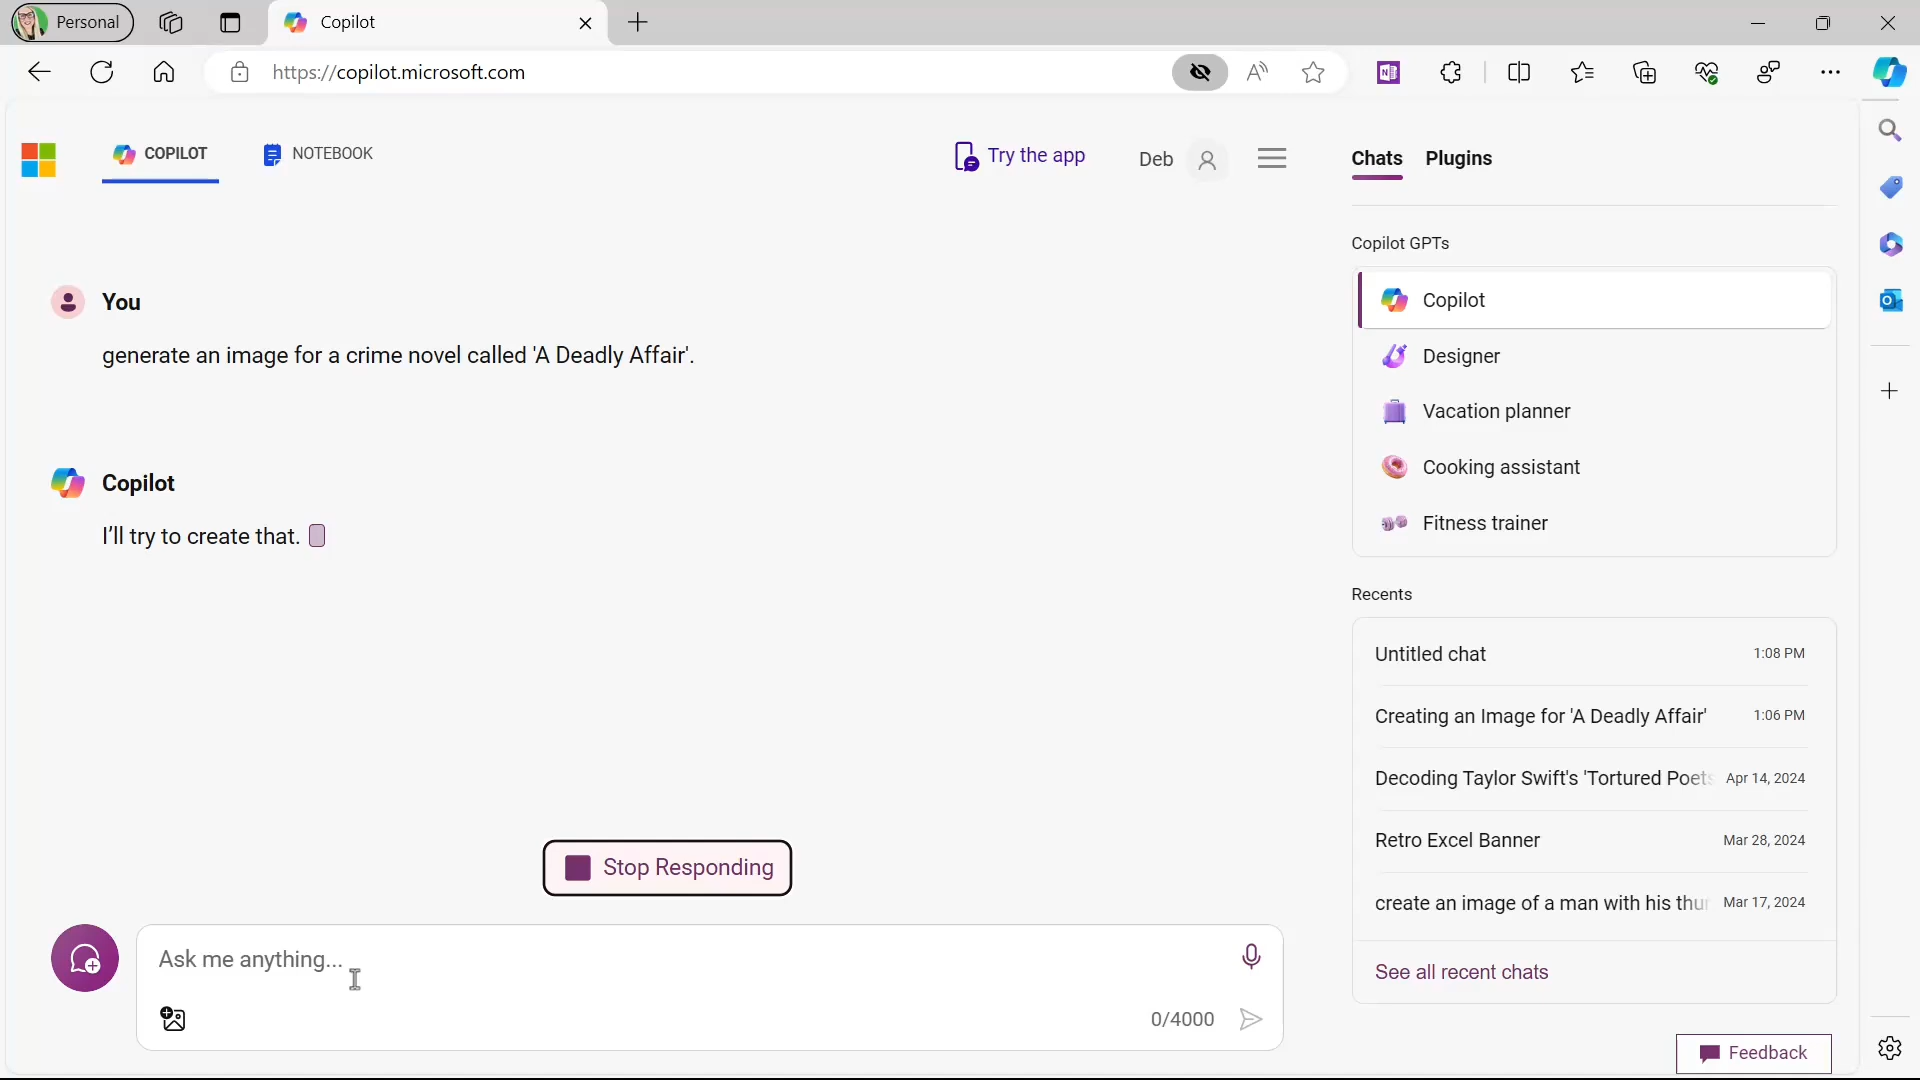 Personal
Copilot
https://copilot.microsoft.com
COPILOT
NOTEBOOK
Try the app
Deb
Chats
Plugins
You
generate an image for a crime novel called 'A Deadly Affair'.
Copilot
I'll try to create that.
Stop Responding
Ask me anything...
0/4000
Copilot GPTs
Copilot
Designer
Vacation planner
Cooking assistant
Fitness trainer
Recents
Untitled chat 1:08 PM
Creating an Image for 'A Deadly Affair' 1:06 PM
Decoding Taylor Swift's 'Tortured Poets Apr 14, 2024
Retro Excel Banner Mar 28, 2024
create an image of a man with his thu Mar 17, 2024
See all recent chats
Feedback